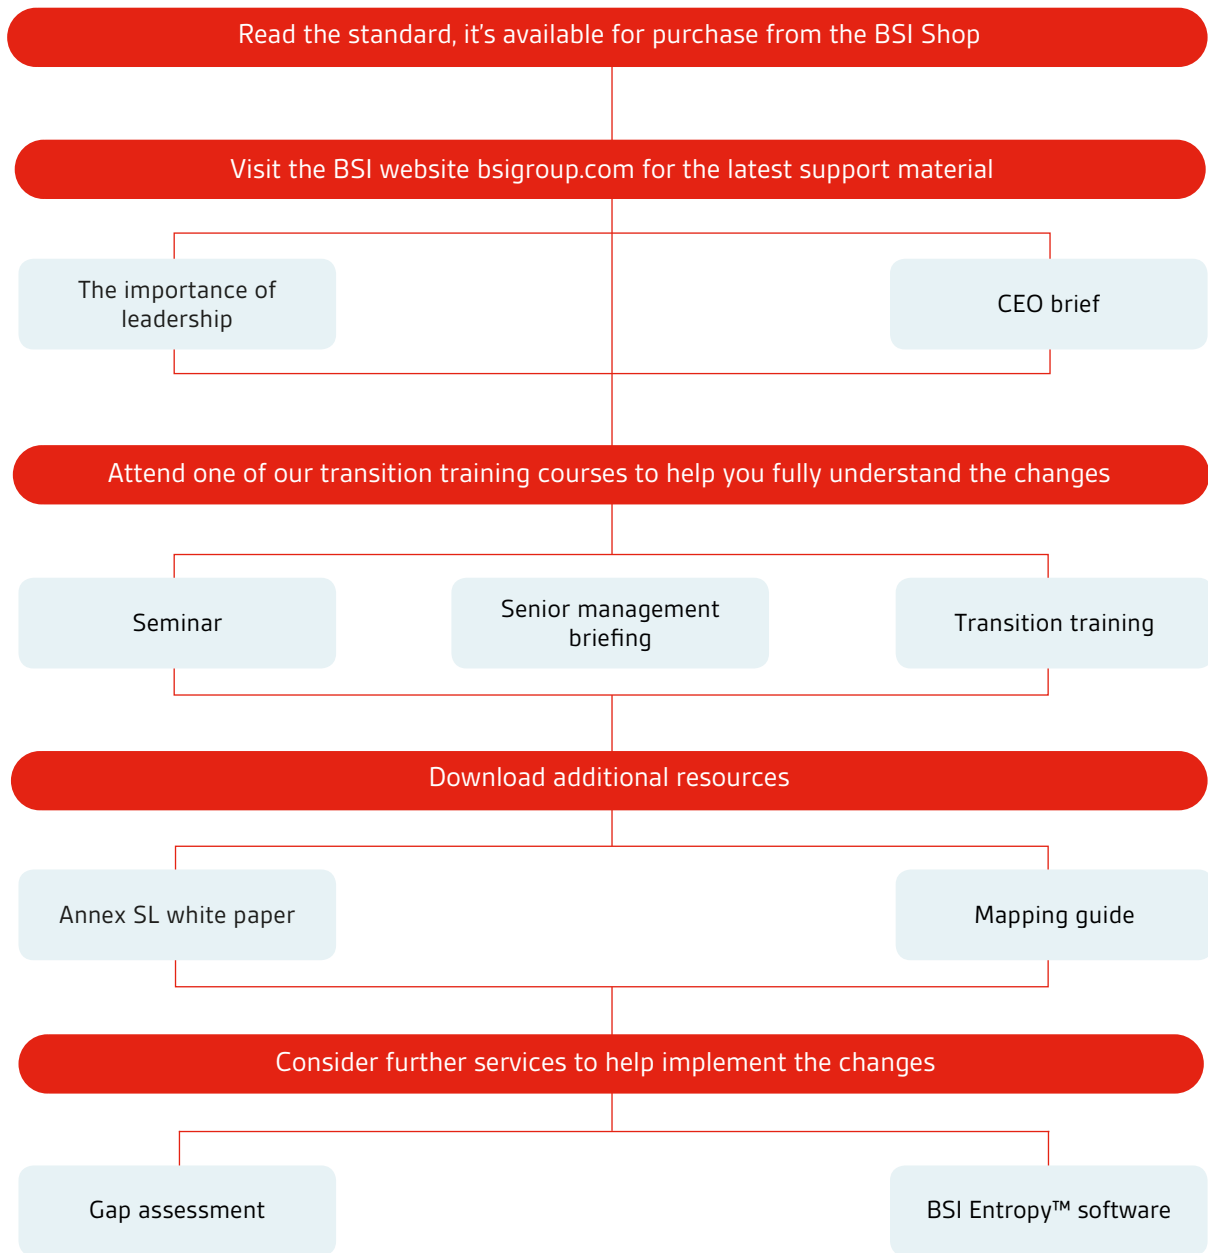 Read the standard, it's available for purchase from the BSI Shop
Visit the BSI website bsigroup.com for the latest support material
The importance of
leadership
CEO brief
Attend one of our transition training courses to help you fully understand the changes
Seminar
Senior management
briefing
Transition training
Download additional resources
Annex SL white paper
Mapping guide
Consider further services to help implement the changes
Gap assessment
BSI Entropy™ software